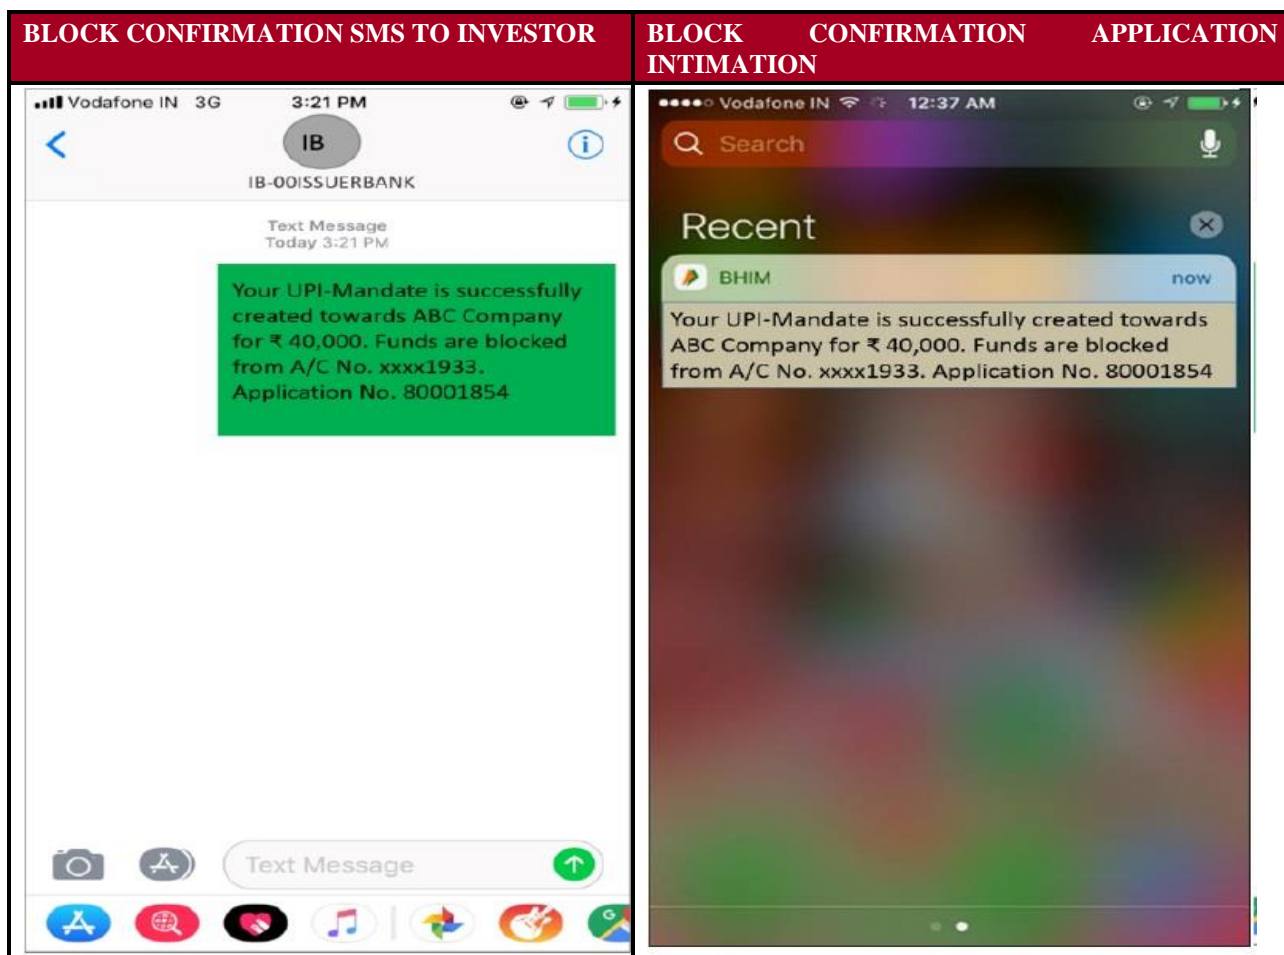 BLOCK CONFIRMATION SMS TO INVESTOR
BLOCK CONFIRMATION APPLICATION
INTIMATION
Vodafone IN 3G 3:21 PM
IB
IB-00ISSUERBANK
Text Message
Today 3:21 PM
Your UPI-Mandate is successfully
created towards ABC Company
for ₹ 40,000. Funds are blocked
from A/C No. xxxx1933.
Application No. 80001854
Text Message
G
Vodafone IN 12:37 AM
Search
Recent
BHIM now
Your UPI-Mandate is successfully created towards
ABC Company for ₹ 40,000. Funds are blocked
from A/C No. xxxx1933. Application No. 80001854